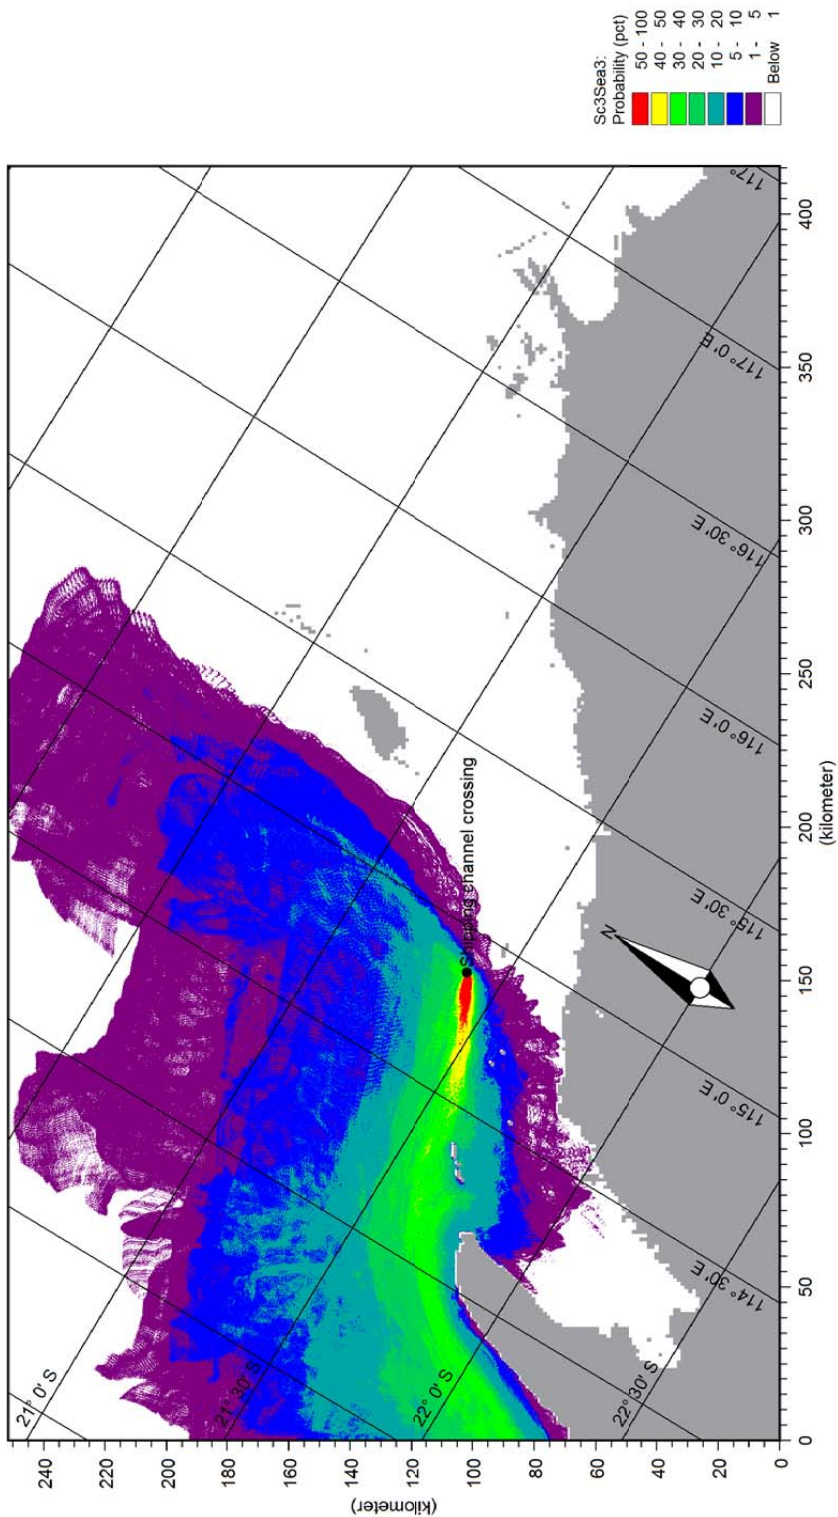 Sc3Sea3:
Probability (pct)
50 - 100
40 - 50
30 - 40
20 - 30
10 - 20
5 - 10
1 - 5
Below 1
Shipping channel crossing
N
21° 0' S
21° 30' S
22° 0' S
22° 30' S
114° 30' E
115° 0' E
115° 30' E
116° 0' E
116° 30' E
117° 0' E
117°
240
220
200
180
160
140
120
100
80
60
40
20
0
(kilometer)
0
50
100
150
200
250
300
350
400
(kilometer)